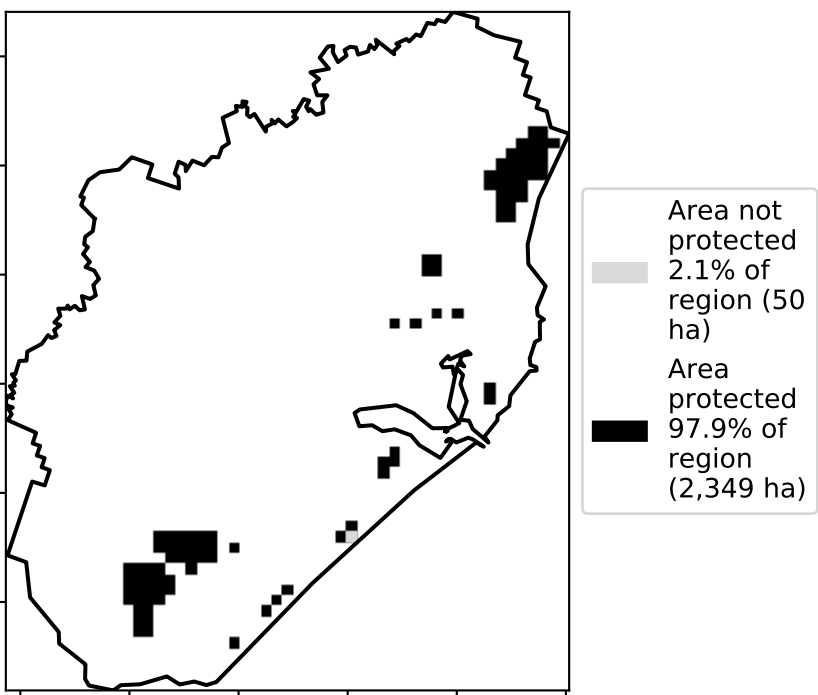 Area not
protected
2.1% of
region (50
ha)
Area
protected
97.9% of
region
(2,349 ha)